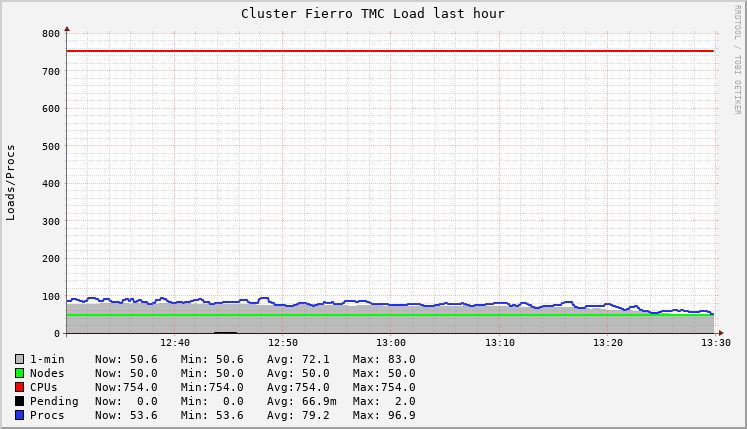 Cluster Fierro TMC Load last hour
RRDTOOL / TOBI OETIKER
Loads/Procs
800
700
600
500
400
300
200
100
0
12:40 12:50 13:00 13:10 13:20 13:30
1-min Now: 50.6 Min: 50.6 Avg: 72.1 Max: 83.0
Nodes Now: 50.0 Min: 50.0 Avg: 50.0 Max: 50.0
CPUs Now:754.0 Min:754.0 Avg:754.0 Max:754.0
Pending Now: 0.0 Min: 0.0 Avg: 66.9m Max: 2.0
Procs Now: 53.6 Min: 53.6 Avg: 79.2 Max: 96.9